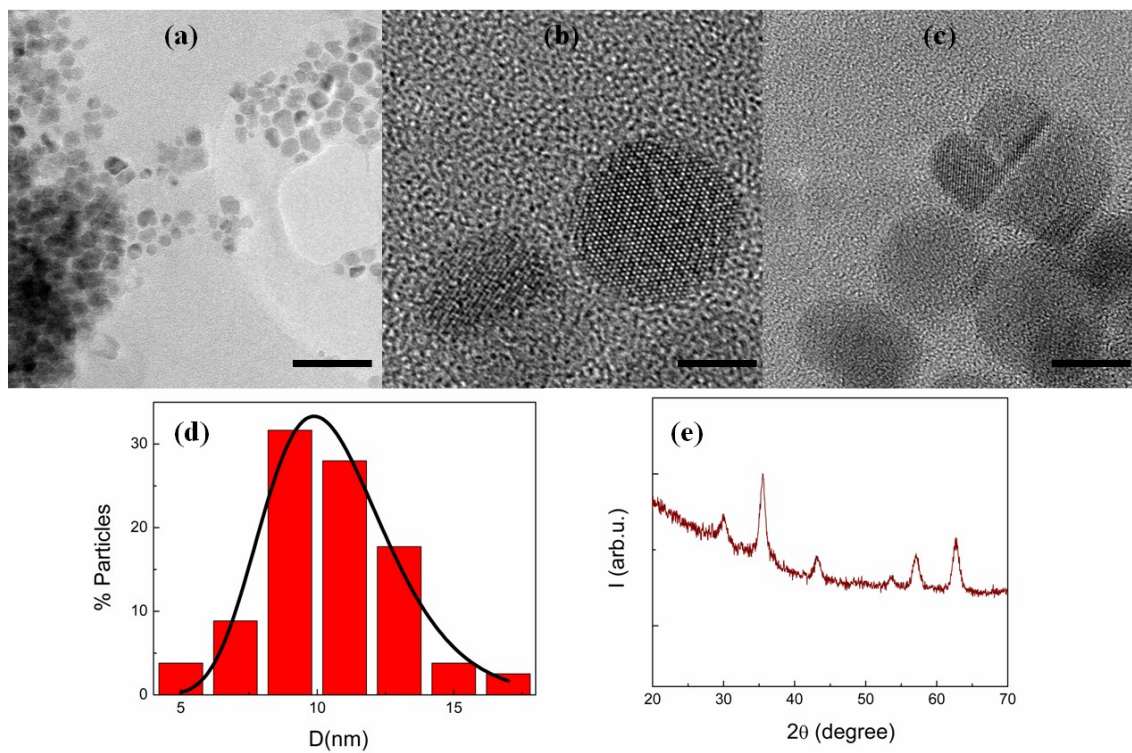 (a)
(b)
(c)
(d)
30
20
10
0
% Particles
5
10
15
D(nm)
(e)
I (arb.u.)
20
30
40
50
60
70
2θ (degree)